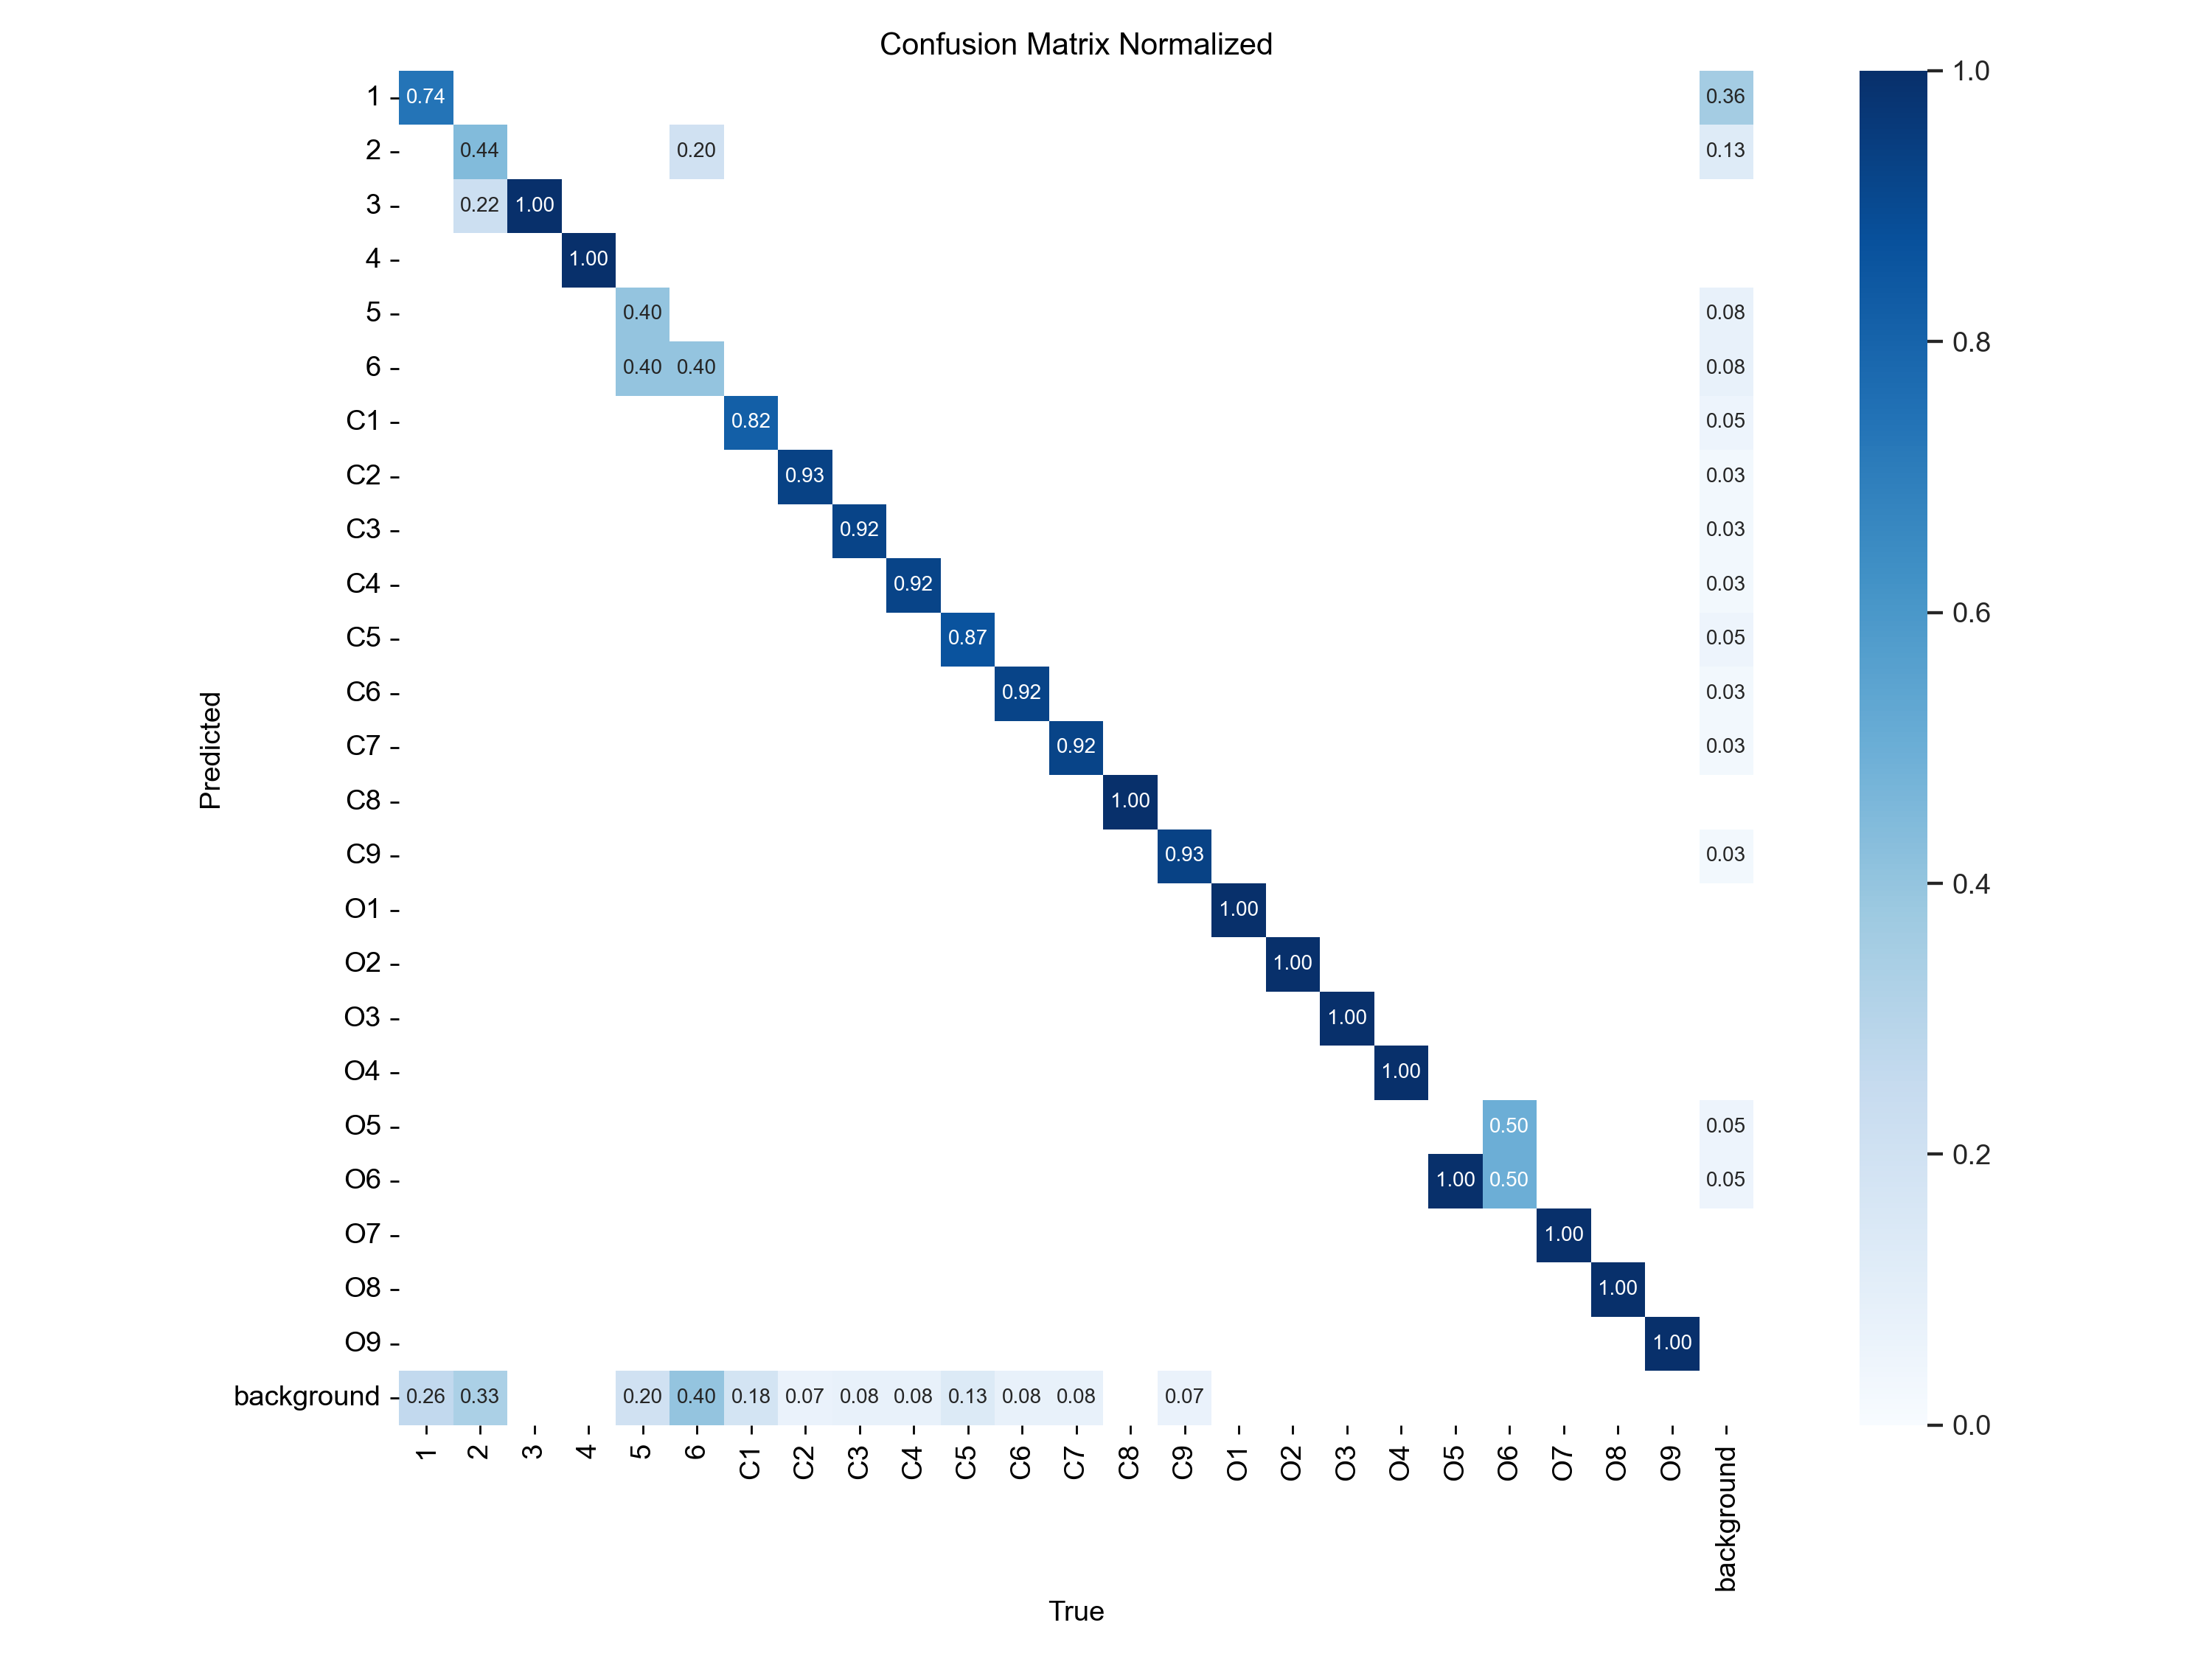 Confusion Matrix Normalized
1 0.74 0.36 1.0
2 0.44 0.20 0.13
3 0.22 1.00
4 1.00
5 0.40 0.08
0.8
6 0.40 0.40 0.08
C1 0.82 0.05
C2 0.93 0.03
C3 0.92 0.03
C4 0.92 0.03
0.6
C5 0.87 0.05
C6 0.92 0.03
Predicted
C7 0.92 0.03
C8 1.00
C9 0.93 0.03
0.4
O1 1.00
O2 1.00
O3 1.00
O4 1.00
O5 0.50 0.05
0.2
O6 1.00 0.50 0.05
O7 1.00
O8 1.00
O9 1.00
background 0.26 0.33 0.20 0.40 0.18 0.07 0.08 0.08 0.13 0.08 0.08 0.07
0.0
1 2 3 4 5 6 C1 C2 C3 C4 C5 C6 C7 C8 C9 O1 O2 O3 O4 O5 O6 O7 O8 O9 background
True